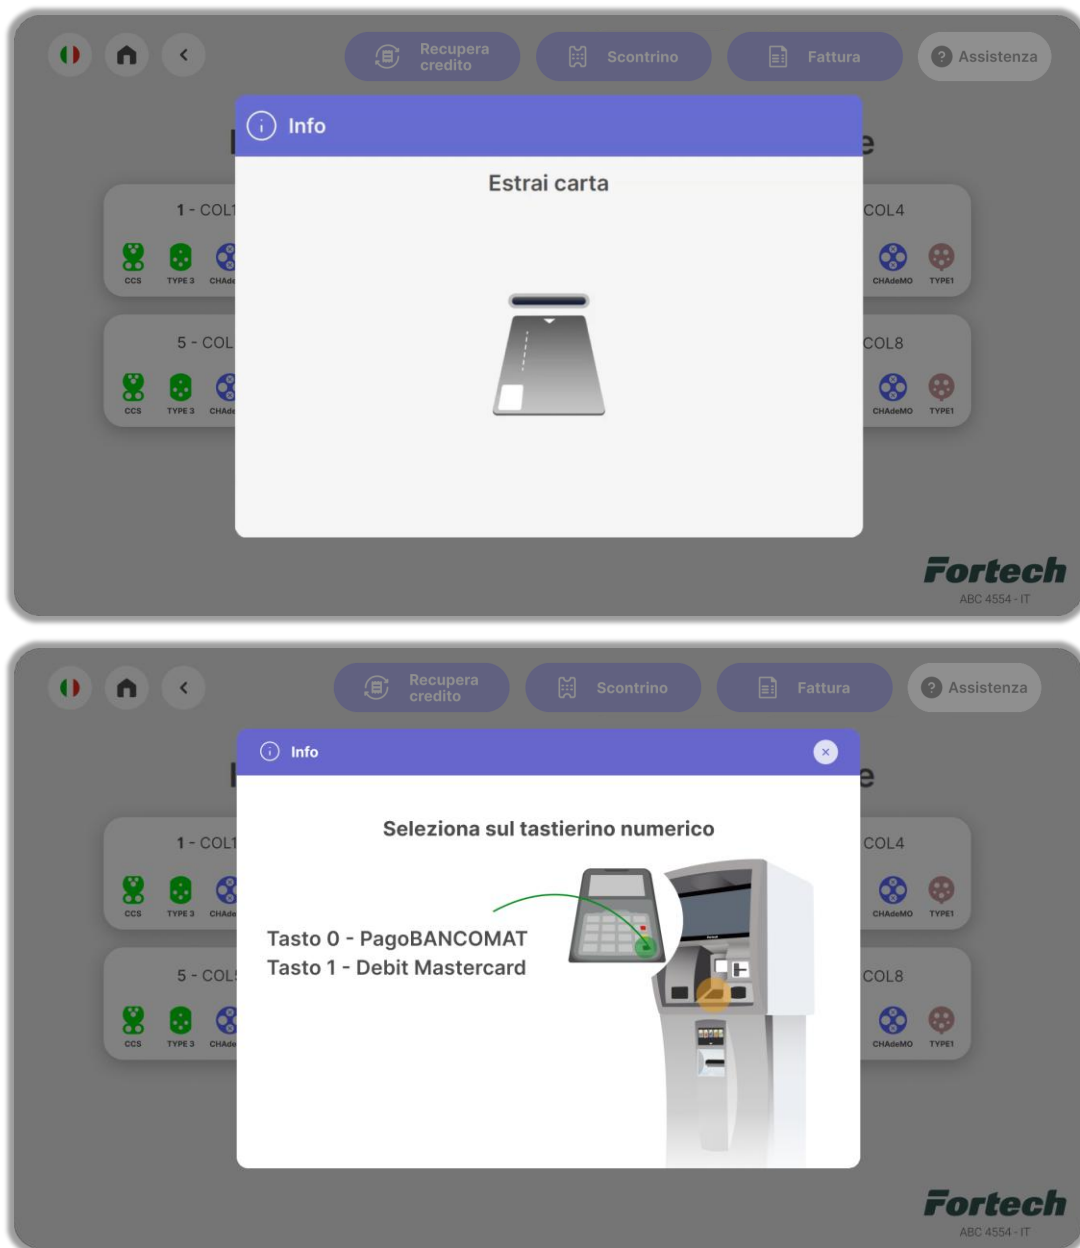 Recupera
credito
Scontrino
Fattura
Assistenza
Info
Estrai carta
1 - COL1
COL4
CCS
TYPE 3
CHAdeMO
TYPE1
5 - COL
COL8
CCS
TYPE 3
CHAdeMO
TYPE1
Fortech
ABC 4554 - IT
Recupera
credito
Scontrino
Fattura
Assistenza
Info
Seleziona sul tastierino numerico
Tasto 0 - PagoBANCOMAT
Tasto 1 - Debit Mastercard
1 - COL1
COL4
CCS
TYPE 3
CHAdeMO
TYPE1
5 - COL5
COL8
CCS
TYPE 3
CHAdeMO
TYPE1
Fortech
ABC 4554 - IT